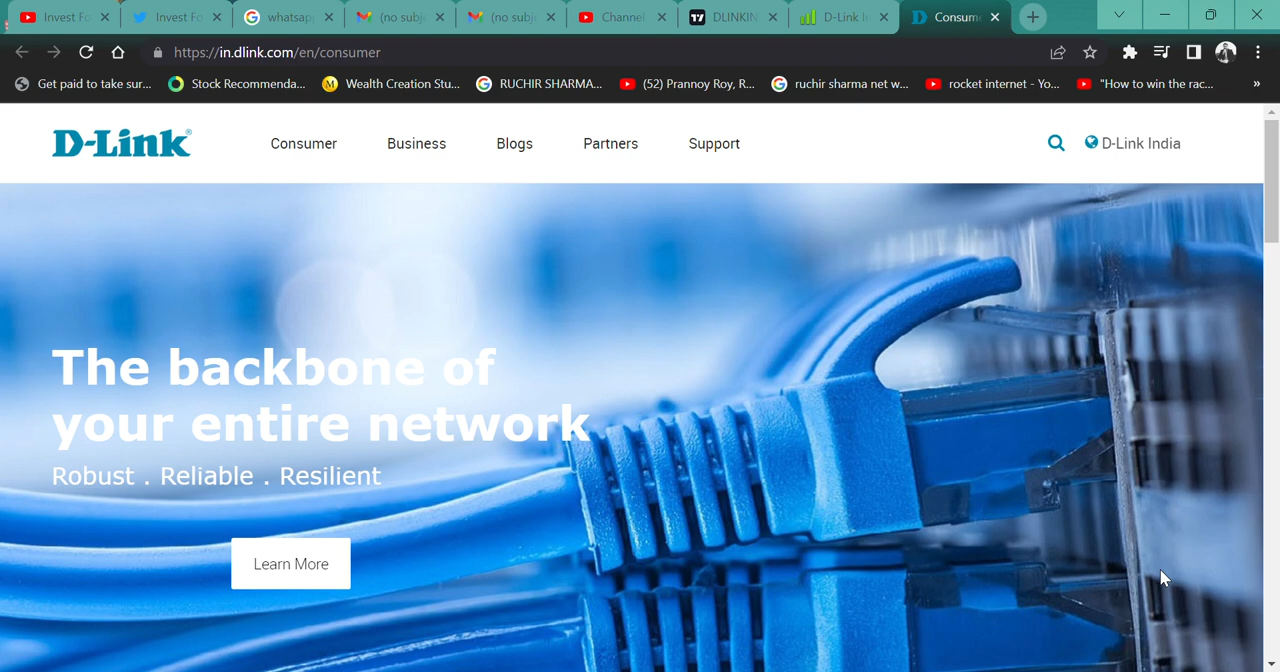 Invest Fo
Invest Fo
whatsap
(no subj
(no subj
Channel
DLINKIN
D-Link I
Consum
https://in.dlink.com/en/consumer
Get paid to take sur...
Stock Recommenda...
Wealth Creation Stu...
RUCHIR SHARMA...
(52) Prannoy Roy, R...
ruchir sharma net w...
rocket internet - Yo...
"How to win the rac...
»
D-Link®
Consumer
Business
Blogs
Partners
Support
D-Link India
The backbone of
your entire network
Robust . Reliable . Resilient
Learn More